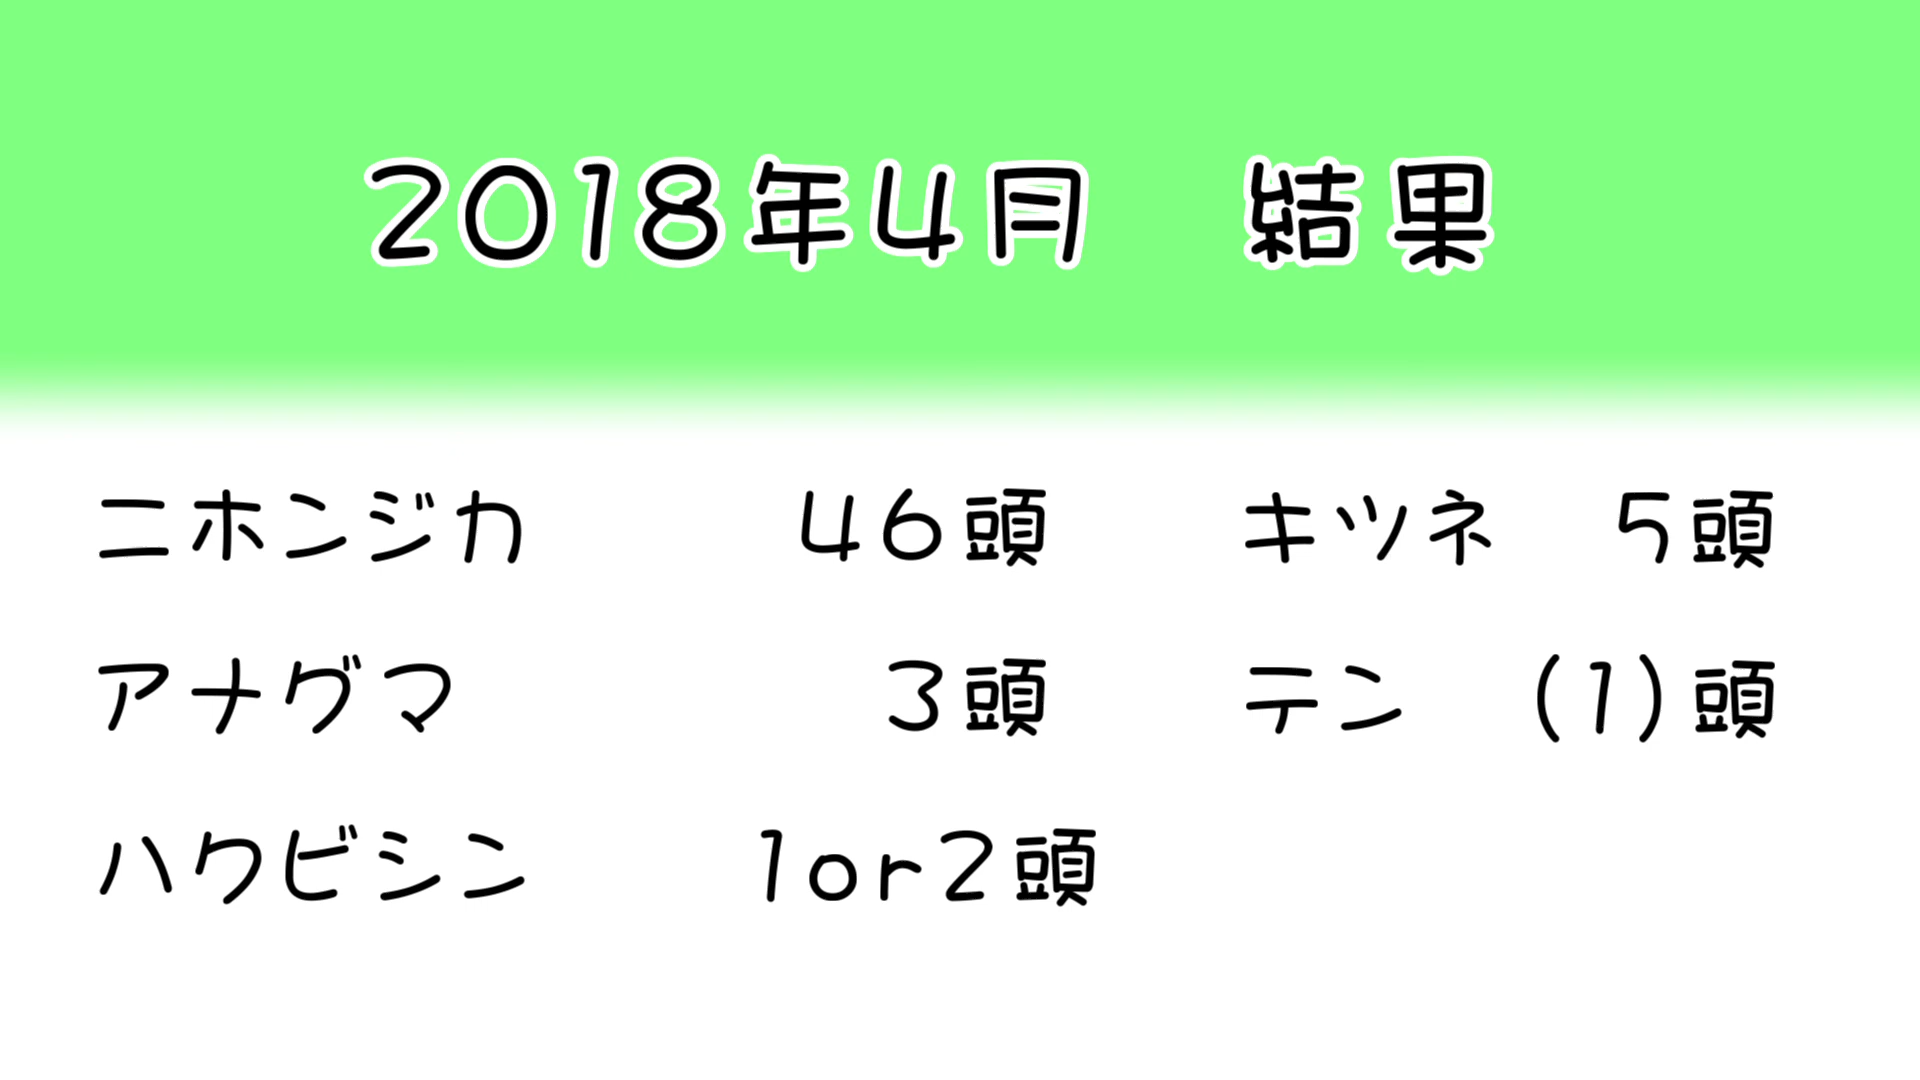 2018年4月　結果
ニホンジカ　46頭　キツネ　5頭
アナグマ　3頭　テン　(1)頭
ハクビシン　1or2頭